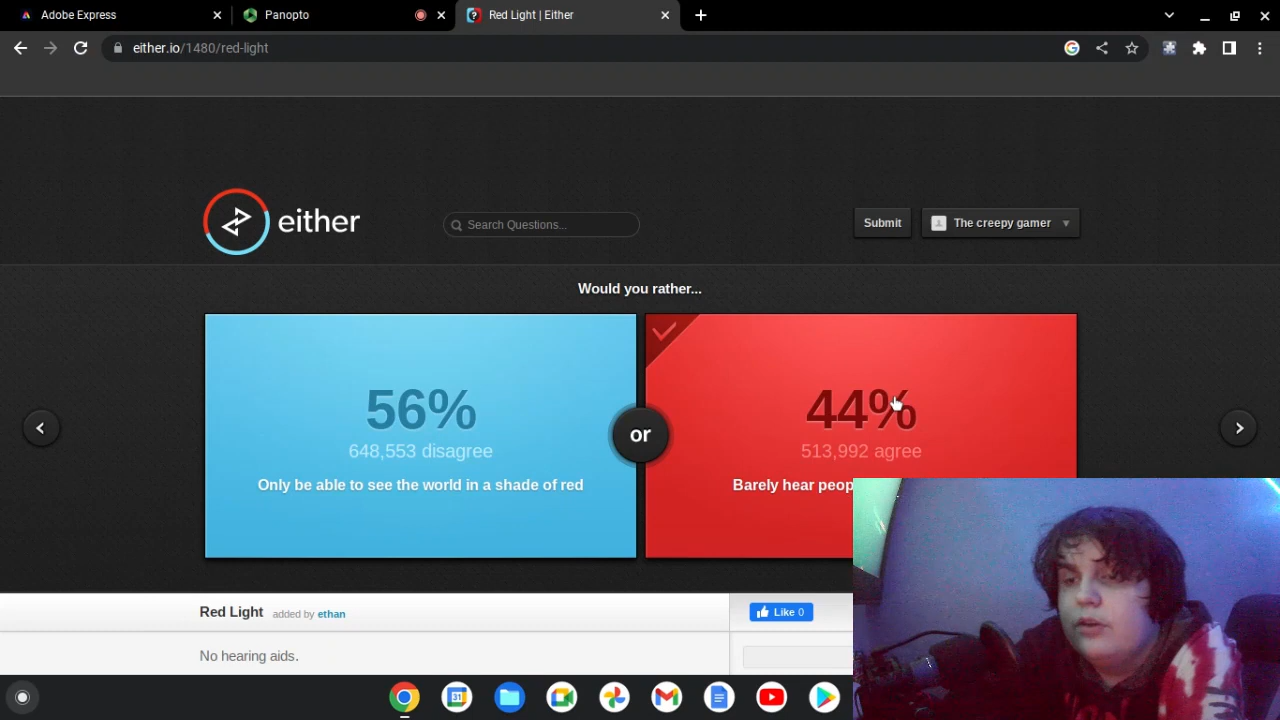 Adobe Express
Panopto
Red Light | Either
either.io/1480/red-light
either
Search Questions...
Submit
The creepy gamer
Would you rather...
56%
648,553 disagree
Only be able to see the world in a shade of red
or
44%
513,992 agree
Barely hear peop
Red Light added by ethan
Like 0
No hearing aids.
31